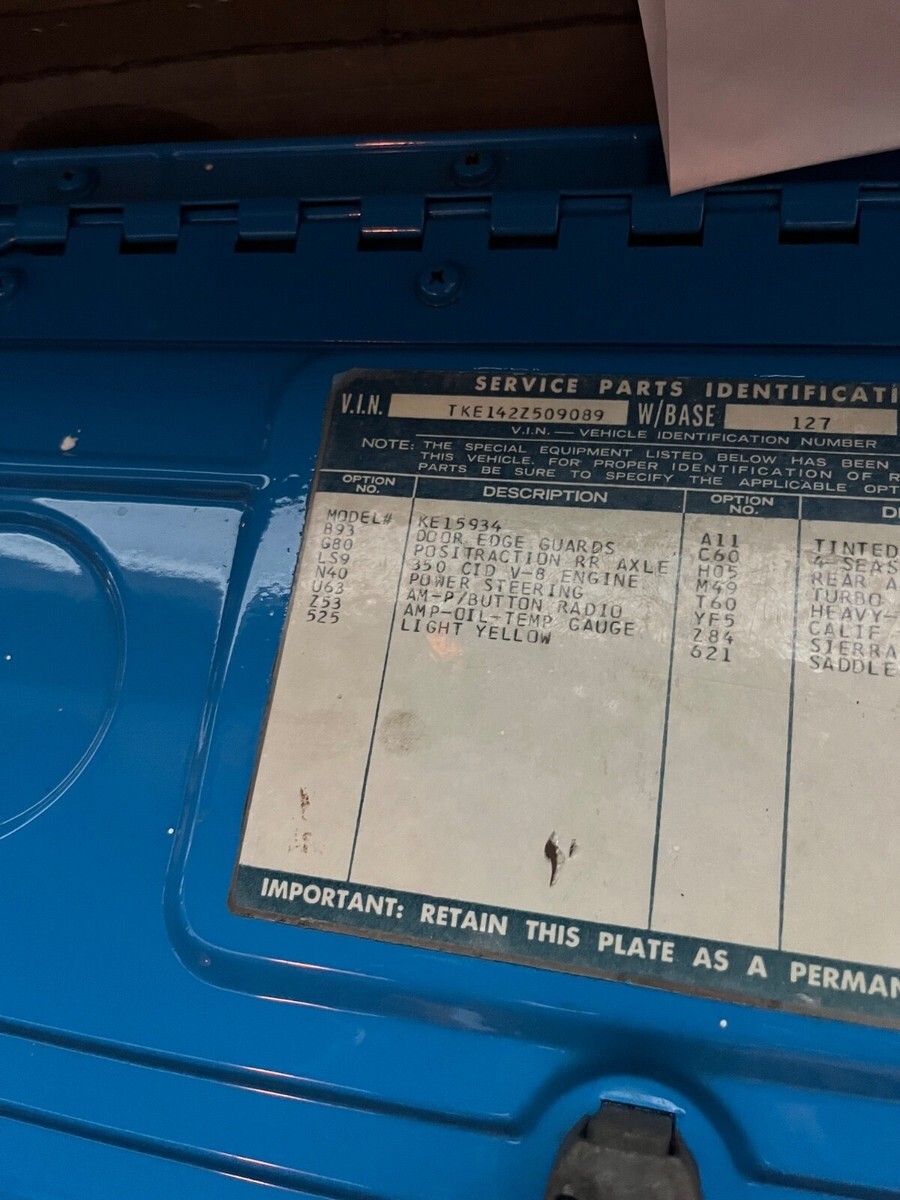 SERVICE PARTS IDENTIFICATI
V.I.N. TKE142Z509089 W/BASE 127
V.I.N. — VEHICLE IDENTIFICATION NUMBER
NOTE: THE SPECIAL EQUIPMENT LISTED BELOW HAS BEEN
THIS VEHICLE. FOR PROPER IDENTIFICATION OF R
PARTS BE SURE TO SPECIFY THE APPLICABLE OPT
OPTION NO. DESCRIPTION OPTION NO. D
MODEL# KE15934
B93 DOOR EDGE GUARDS A11 TINTED
G80 POSITRACTION RR AXLE C60 4-SEAS
LS9 350 CID V-8 ENGINE H05 REAR A
N40 POWER STEERING M49 TURBO
U63 AM-P/BUTTON RADIO T60 HEAVY-
Z53 AMP-OIL-TEMP GAUGE YF5 CALIF
525 LIGHT YELLOW Z84 SIERRA
621 SADDLE
IMPORTANT: RETAIN THIS PLATE AS A PERMAN